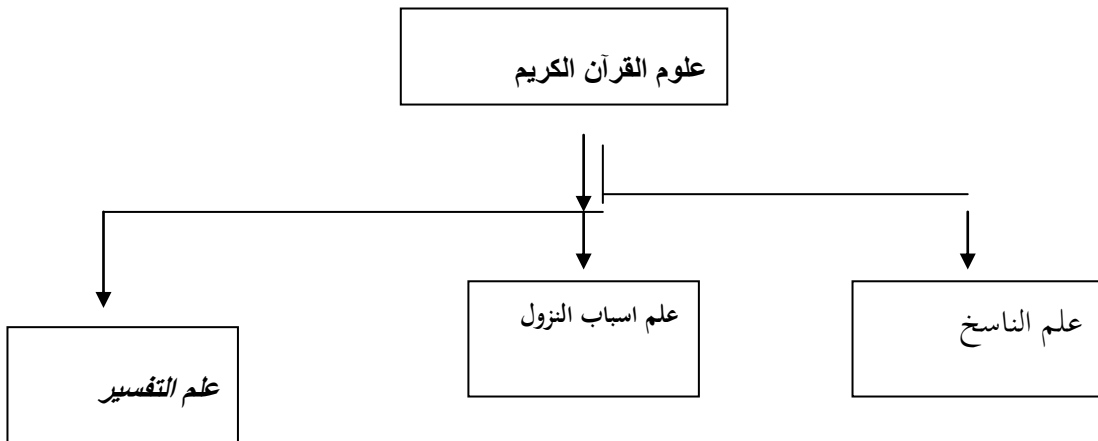 علوم القرآن الكريم
علم الناسخ
علم اسباب النزول
علم التفسير